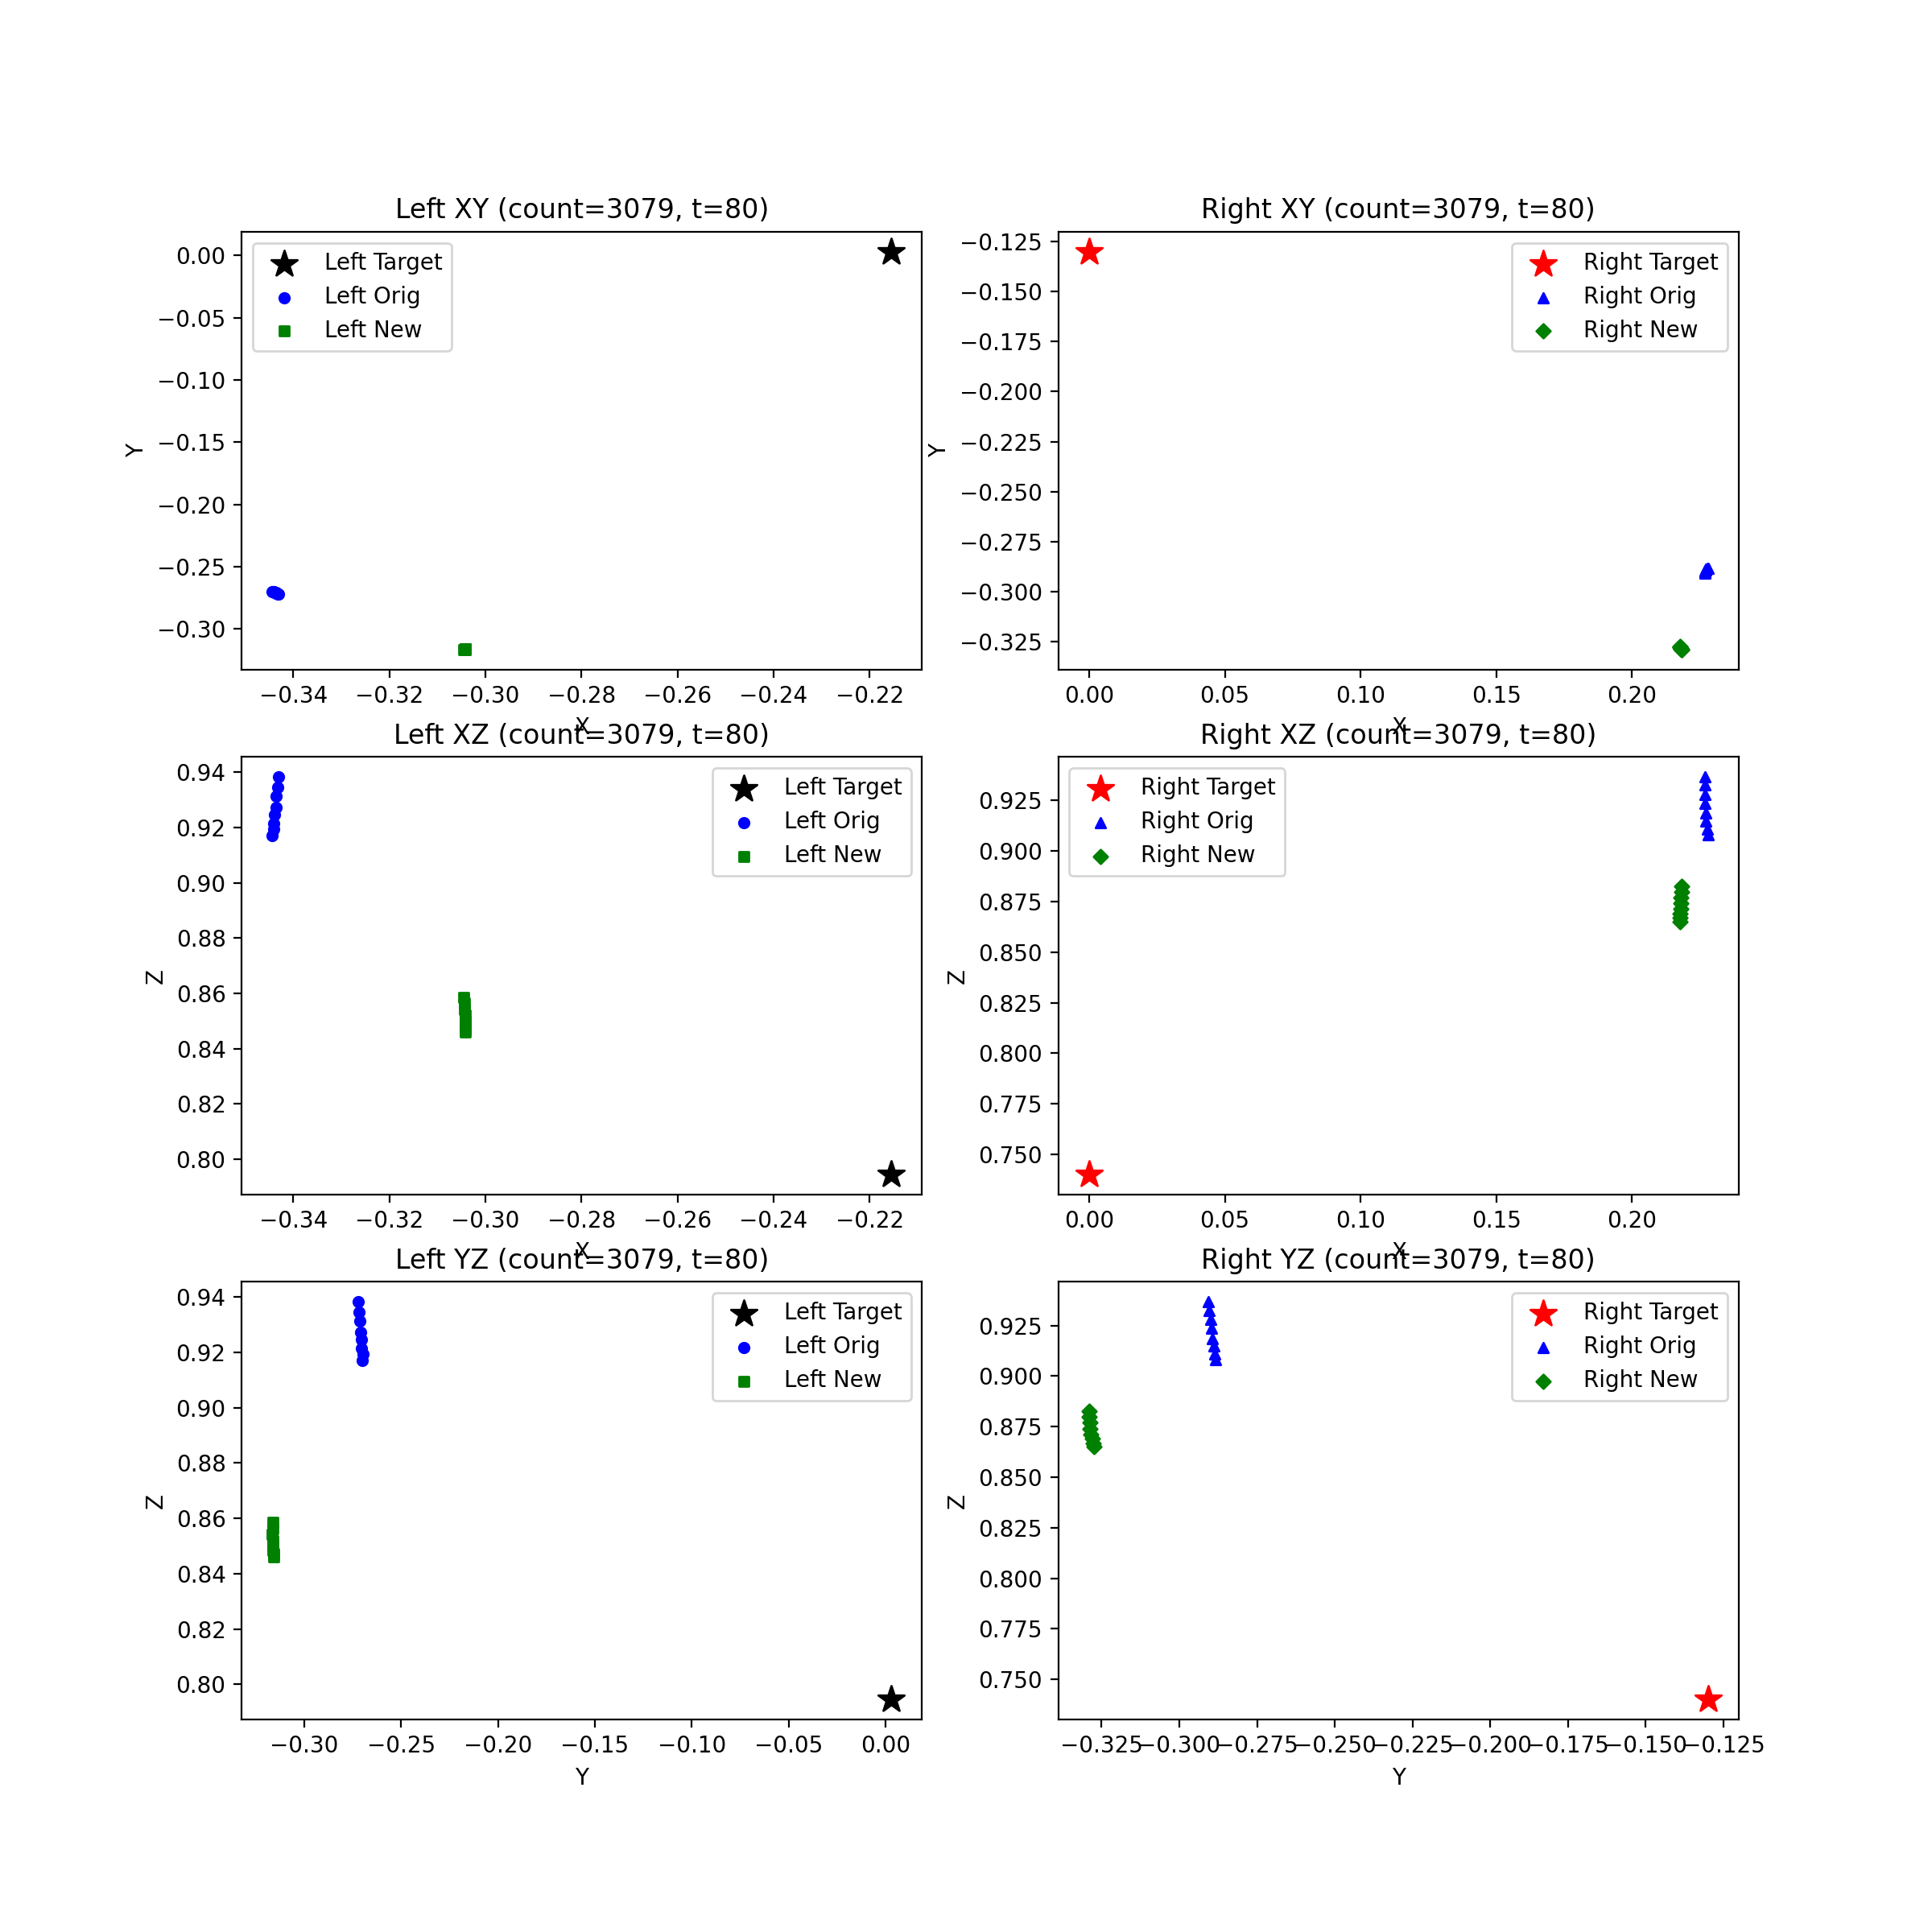 Left XY (count=3079, t=80)
Right XY (count=3079, t=80)
Left Target
Left Orig
Left New
0.00
−0.05
−0.10
−0.15
−0.20
−0.25
−0.30
Y
−0.34
−0.32
−0.30
−0.28
−0.26
−0.24
−0.22
X
Right Target
Right Orig
Right New
−0.125
−0.150
−0.175
−0.200
−0.225
−0.250
−0.275
−0.300
−0.325
Y
0.00
0.05
0.10
0.15
0.20
X
Left XZ (count=3079, t=80)
Right XZ (count=3079, t=80)
Left Target
Left Orig
Left New
0.94
0.92
0.90
0.88
0.86
0.84
0.82
0.80
Z
−0.34
−0.32
−0.30
−0.28
−0.26
−0.24
−0.22
X
Right Target
Right Orig
Right New
0.925
0.900
0.875
0.850
0.825
0.800
0.775
0.750
Z
0.00
0.05
0.10
0.15
0.20
X
Left YZ (count=3079, t=80)
Right YZ (count=3079, t=80)
Left Target
Left Orig
Left New
0.94
0.92
0.90
0.88
0.86
0.84
0.82
0.80
Z
−0.30
−0.25
−0.20
−0.15
−0.10
−0.05
0.00
Y
Right Target
Right Orig
Right New
0.925
0.900
0.875
0.850
0.825
0.800
0.775
0.750
Z
−0.325
−0.300
−0.275
−0.250
−0.225
−0.200
−0.175
−0.150
−0.125
Y